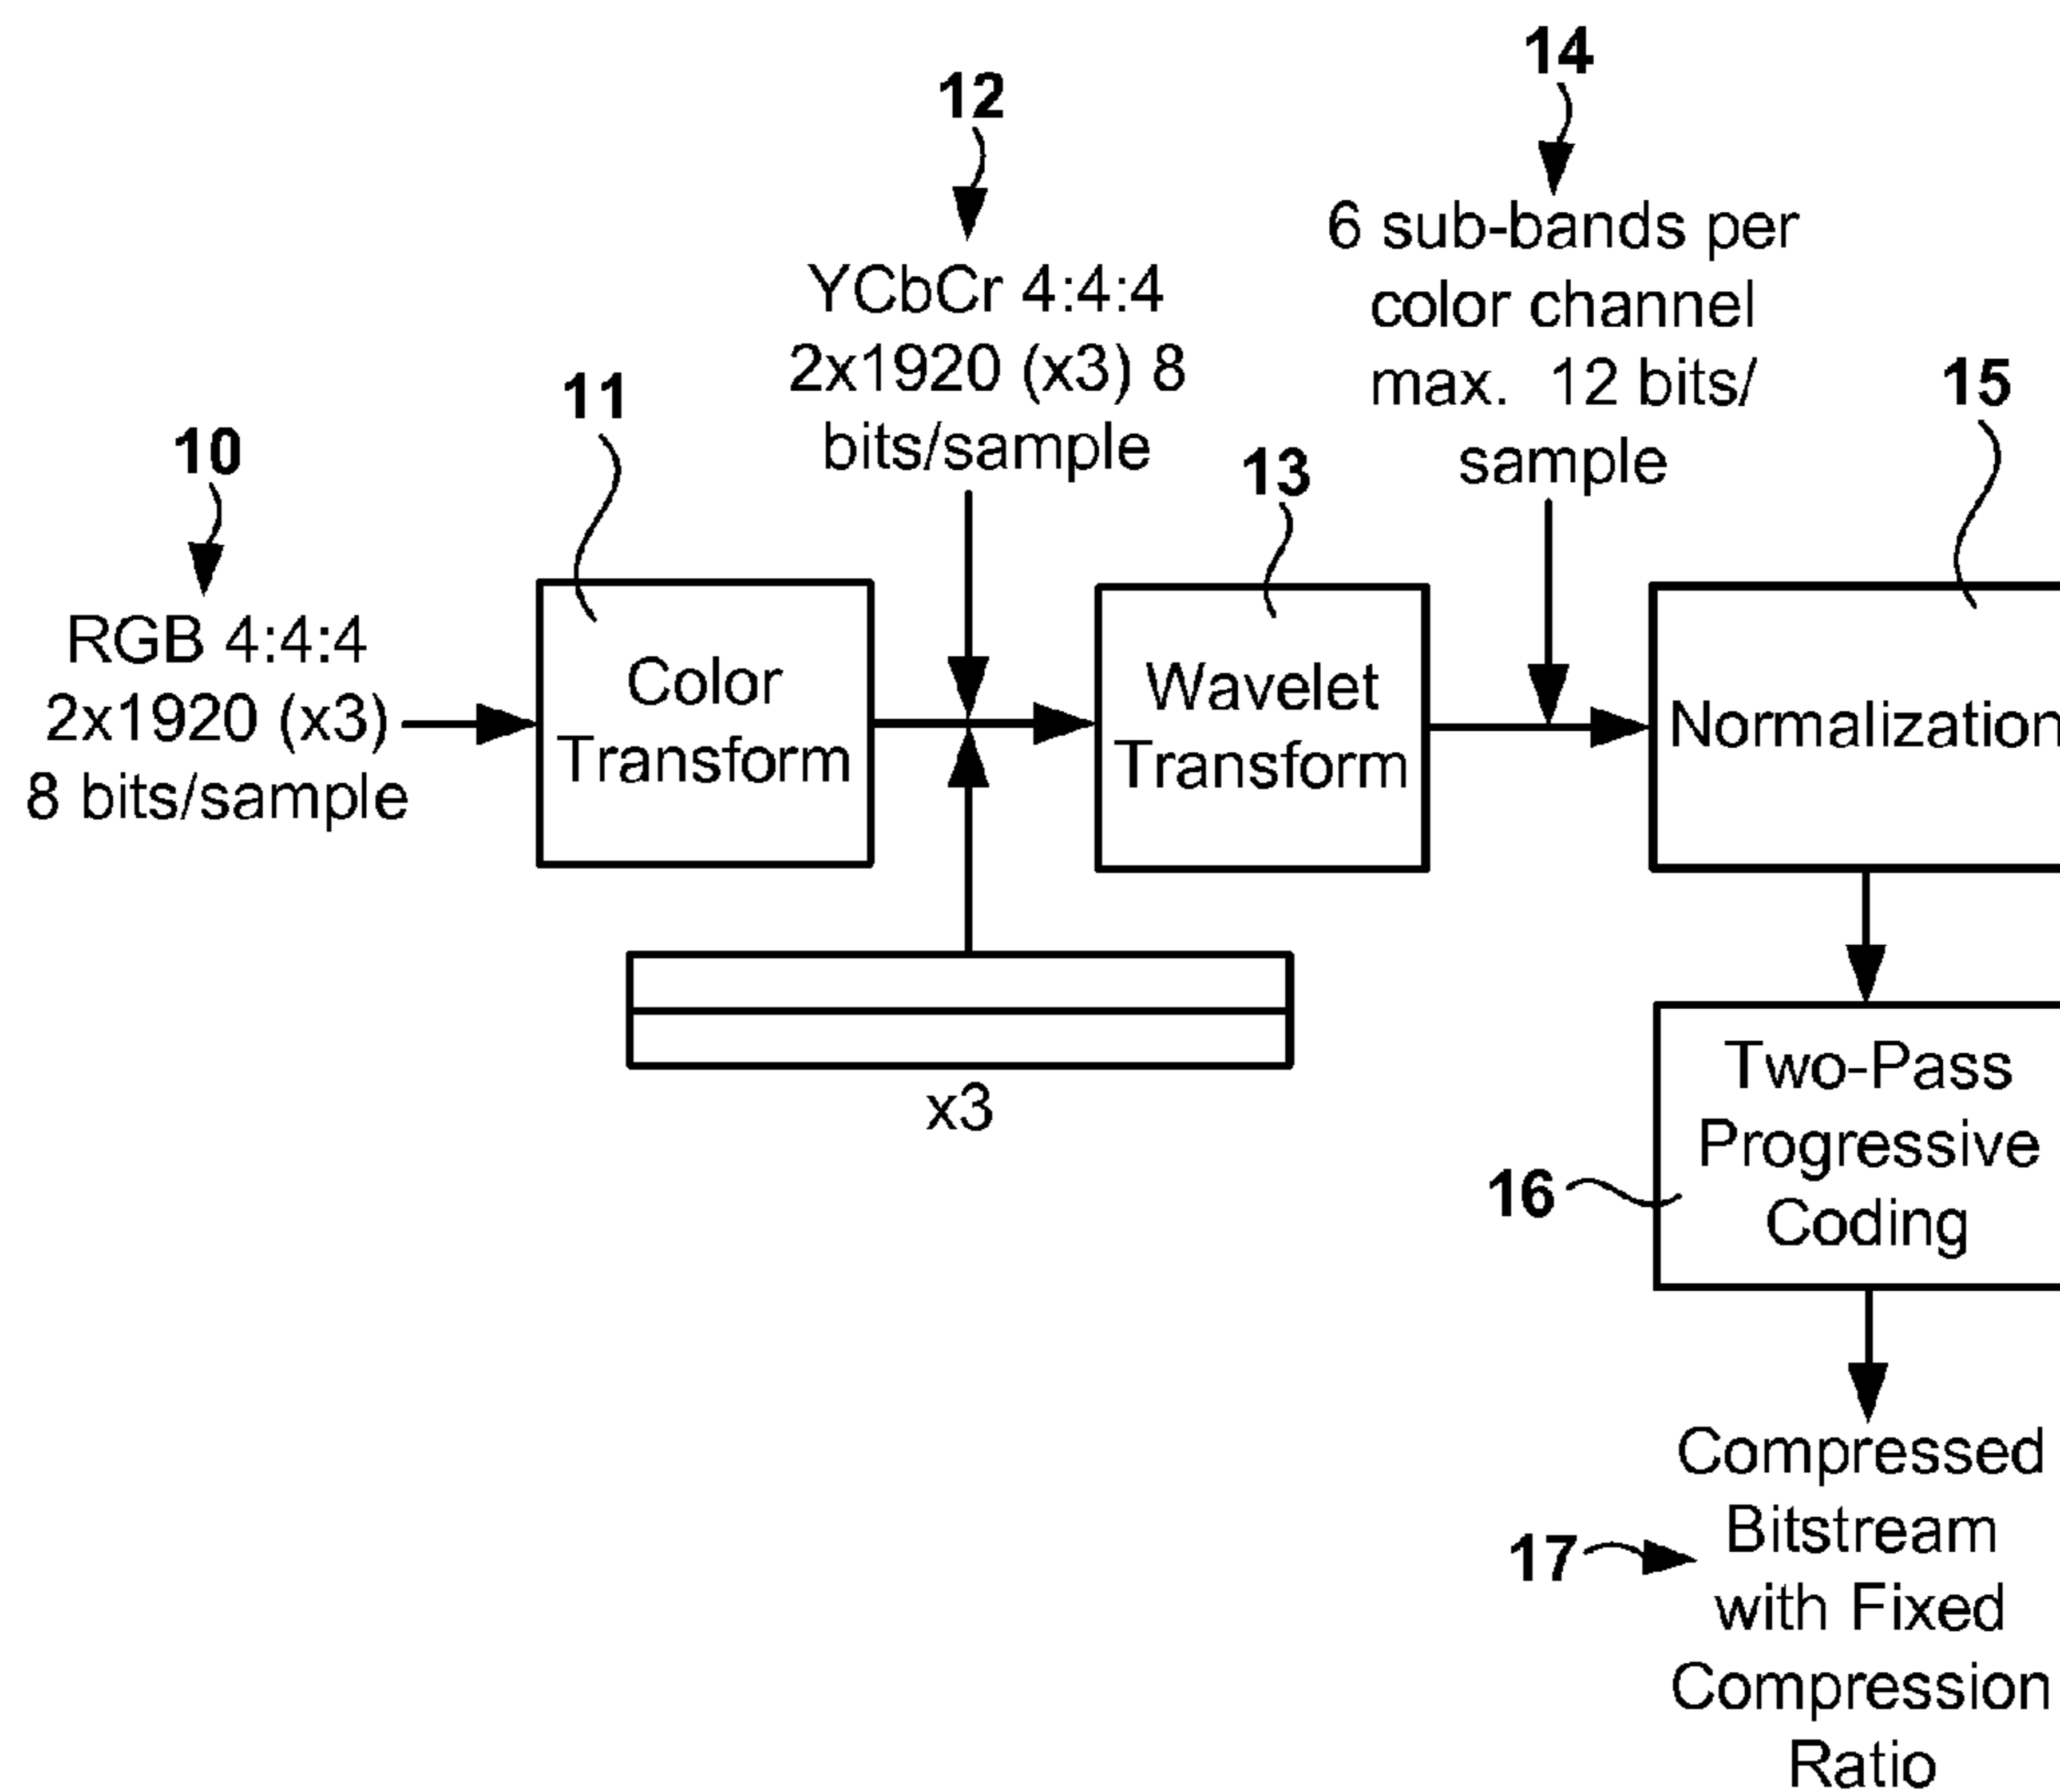 10
RGB 4:4:4
2x1920 (x3)
8 bits/sample
11
Color
Transform
12
YCbCr 4:4:4
2x1920 (x3) 8
bits/sample
x3
13
Wavelet
Transform
14
6 sub-bands per
color channel
max. 12 bits/
sample
15
Normalization
16
Two-Pass
Progressive
Coding
17
Compressed
Bitstream
with Fixed
Compression
Ratio